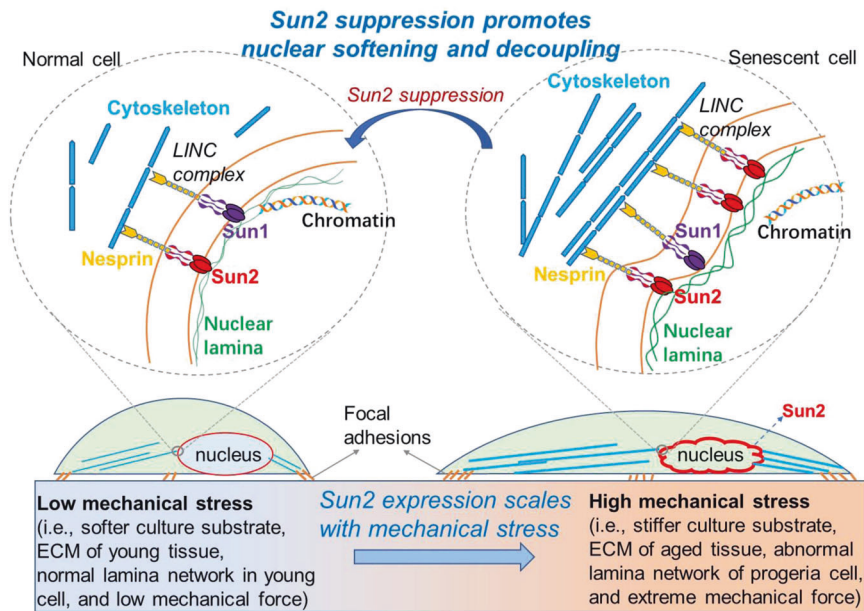 Sun2 suppression promotes
nuclear softening and decoupling
Normal cell
Cytoskeleton
LINC
complex
Chromatin
Sun1
Nesprin
Sun2
Nuclear
lamina
Sun2 suppression
Senescent cell
Cytoskeleton
LINC
complex
Chromatin
Sun1
Nesprin
Sun2
Nuclear
lamina
nucleus
Focal
adhesions
nucleus
Sun2
Low mechanical stress
(i.e., softer culture substrate,
ECM of young tissue,
normal lamina network in young
cell, and low mechanical force)
Sun2 expression scales
with mechanical stress
High mechanical stress
(i.e., stiffer culture substrate,
ECM of aged tissue, abnormal
lamina network of progeria cell,
and extreme mechanical force)